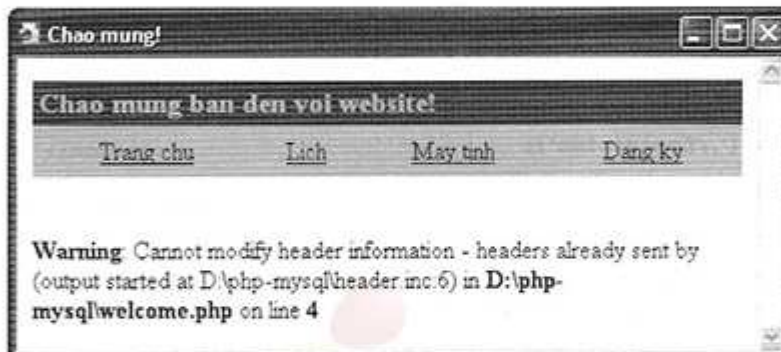 Chao mung!
Chao mung ban den voi website!
Trang chu Lich May tinh Dang ky
Warning: Cannot modify header information - headers already sent by
(output started at D:\php-mysql\header.inc:6) in D:\php-
mysql\welcome.php on line 4